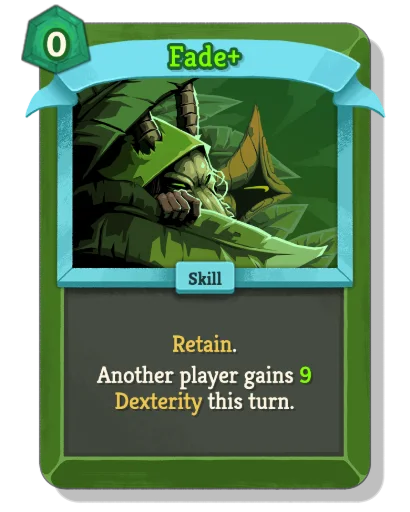 0
Fade+
Skill
Retain.
Another player gains 9
Dexterity this turn.